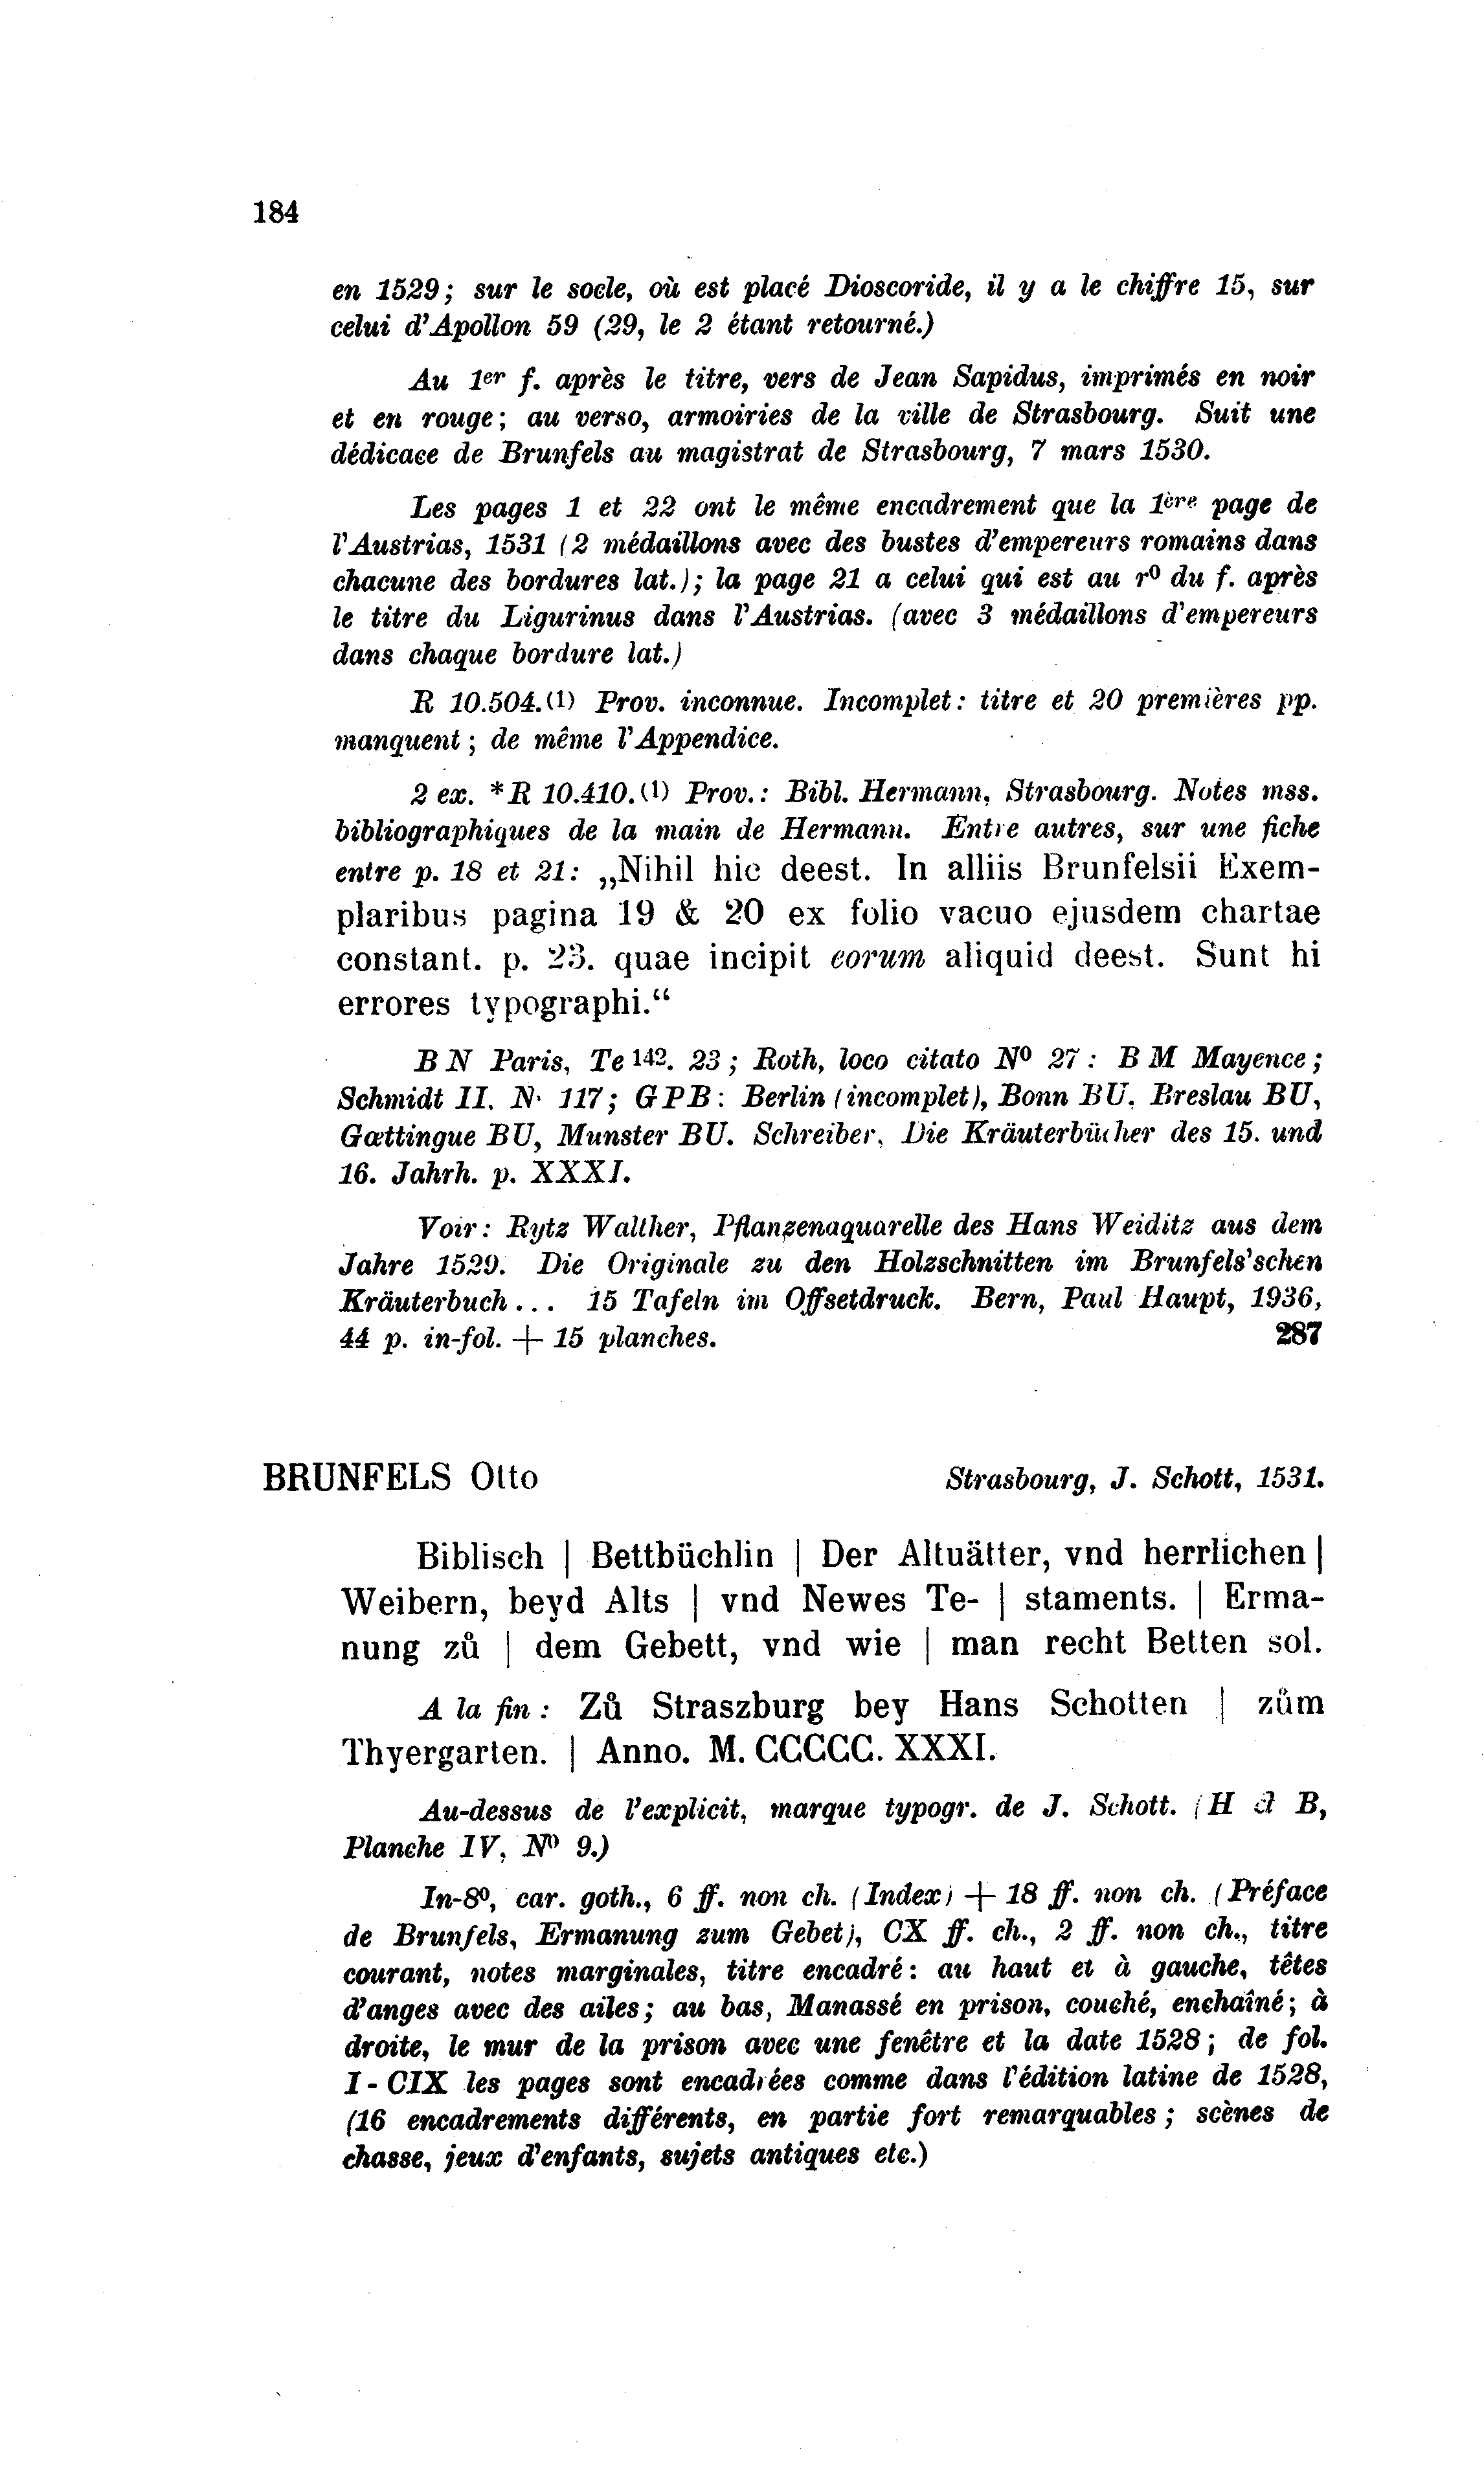 184
en 1529; sur le socle, où est placé Dioscoride, il y a le chiffre 15, sur
celui d'Apollon 59 (29, le 2 étant retourné.)
Au 1er f. après le titre, vers de Jean Sapidus, imprimés en noir
et en rouge; au verso, armoiries de la ville de Strasbourg. Suit une
dédicace de Brunfels au magistrat de Strasbourg, 7 mars 1530.
Les pages 1 et 22 ont le même encadrement que la 1ère page de
l'Austrias, 1531 (2 médaillons avec des bustes d'empereurs romains dans
chacune des bordures lat.); la page 21 a celui qui est au r⁰ du f. après
le titre du Ligurinus dans l'Austrias. (avec 3 médaillons d'empereurs
dans chaque bordure lat.)
R 10.504.(1) Prov. inconnue. Incomplet: titre et 20 premières pp.
manquent; de même l'Appendice.
2 ex. *R 10.410.(1) Prov.: Bibl. Hermann, Strasbourg. Notes mss.
bibliographiques de la main de Hermann. Entre autres, sur une fiche
entre p. 18 et 21: „Nihil hic deest. In alliis Brunfelsii Exem-
plaribus pagina 19 & 20 ex folio vacuo ejusdem chartae
constant. p. 23. quae incipit eorum aliquid deest. Sunt hi
errores typographi.“
B N Paris, Te 142. 23; Roth, loco citato N⁰ 27: B M Mayence;
Schmidt II. N· 117; G P B: Berlin (incomplet), Bonn BU, Breslau BU,
Gœttingue BU, Munster BU. Schreiber, Die Kräuterbücher des 15. und
16. Jahrh. p. XXXI.
Voir: Rytz Walther, Pflanzenaquarelle des Hans Weiditz aus dem
Jahre 1529. Die Originale zu den Holzschnitten im Brunfels'schen
Kräuterbuch... 15 Tafeln im Offsetdruck. Bern, Paul Haupt, 1936,
44 p. in-fol. + 15 planches. 287
BRUNFELS Otto Strasbourg, J. Schott, 1531.
Biblisch | Bettbüchlin | Der Altuätter, vnd herrlichen |
Weibern, beyd Alts | vnd Newes Te- | staments. | Erma-
nung zů | dem Gebett, vnd wie | man recht Betten sol.
A la fin: Zů Straszburg bey Hans Schotten | zům
Thyergarten. | Anno. M. CCCCC. XXXI.
Au-dessus de l'explicit, marque typogr. de J. Schott. (H & B,
Planche IV, N⁰ 9.)
In-8⁰, car. goth., 6 ff. non ch. (Index) + 18 ff. non ch. (Préface
de Brunfels, Ermanung zum Gebet), CX ff. ch., 2 ff. non ch., titre
courant, notes marginales, titre encadré: au haut et à gauche, têtes
d'anges avec des ailes; au bas, Manassé en prison, couché, enchaîné; à
droite, le mur de la prison avec une fenêtre et la date 1528; de fol.
I - CIX les pages sont encadrées comme dans l'édition latine de 1528,
(16 encadrements différents, en partie fort remarquables; scènes de
chasse, jeux d'enfants, sujets antiques etc.)